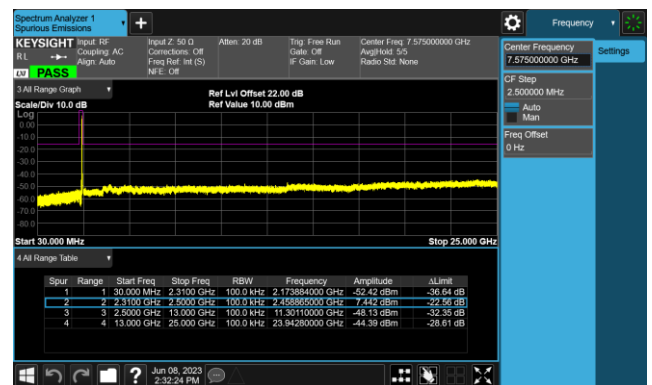 Spectrum Analyzer 1
Spurious Emissions
Frequency
KEYSIGHT
Input: RF
Input Z: 50 Ω
Atten: 20 dB
Trig: Free Run
Center Freq: 7.575000000 GHz
R L
Coupling: AC
Corrections: Off
Gate: Off
Avg|Hold: 5/5
Align: Auto
Freq Ref: Int (S)
IF Gain: Low
Radio Std: None
NFE: Off
LXI
PASS
Center Frequency
7.575000000 GHz
Settings
CF Step
2.500000 MHz
Auto
Man
Freq Offset
0 Hz
3 All Range Graph
Ref Lvl Offset 22.00 dB
Scale/Div 10.0 dB
Ref Value 10.00 dBm
Log
0.00
-10.0
-20.0
-30.0
-40.0
-50.0
-60.0
-70.0
-80.0
Start 30.000 MHz
Stop 25.000 GHz
4 All Range Table
Spur Range Start Freq Stop Freq RBW Frequency Amplitude ΔLimit
1 1 30.000 MHz 2.3100 GHz 100.0 kHz 2.173884000 GHz -52.42 dBm -36.64 dB
2 2 2.3100 GHz 2.5000 GHz 100.0 kHz 2.458865000 GHz 7.442 dBm -22.56 dB
3 3 2.5000 GHz 13.000 GHz 100.0 kHz 11.30110000 GHz -48.13 dBm -32.35 dB
4 4 13.000 GHz 25.000 GHz 100.0 kHz 23.94280000 GHz -44.39 dBm -28.61 dB
Jun 08, 2023
2:32:24 PM